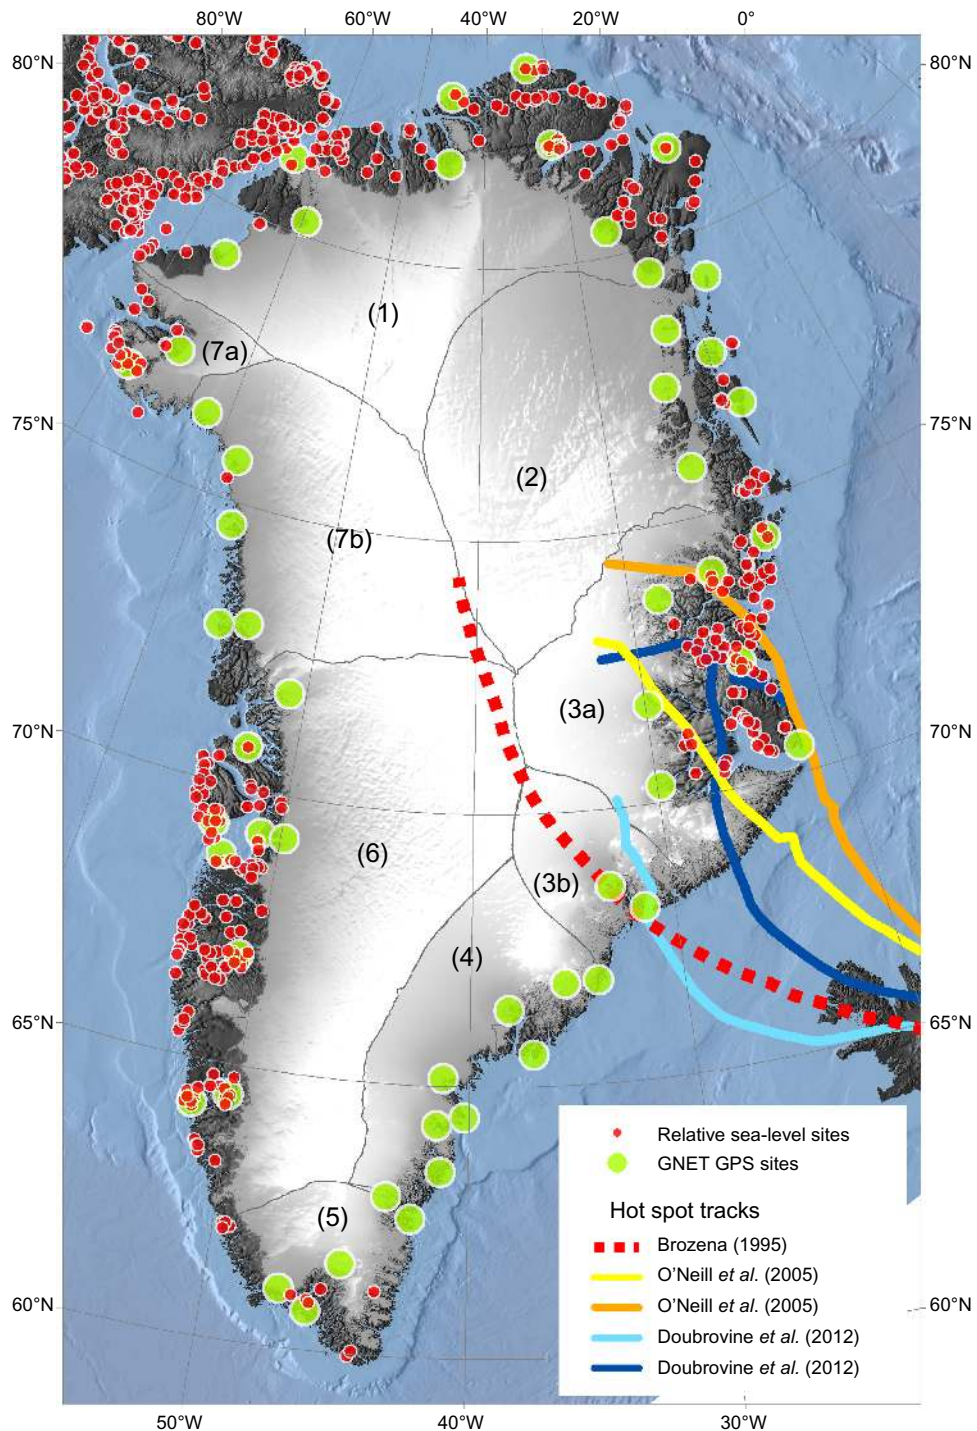 80°W 60°W 40°W 20°W 0°
80°N 80°N
(1)
(7a)
75°N 75°N
(2)
(7b)
(3a)
70°N 70°N
(6)
(3b)
(4)
65°N 65°N
Relative sea-level sites
GNET GPS sites
Hot spot tracks
(5)
Brozena (1995)
O'Neill et al. (2005)
60°N 60°N
O'Neill et al. (2005)
Doubrovine et al. (2012)
Doubrovine et al. (2012)
50°W 40°W 30°W